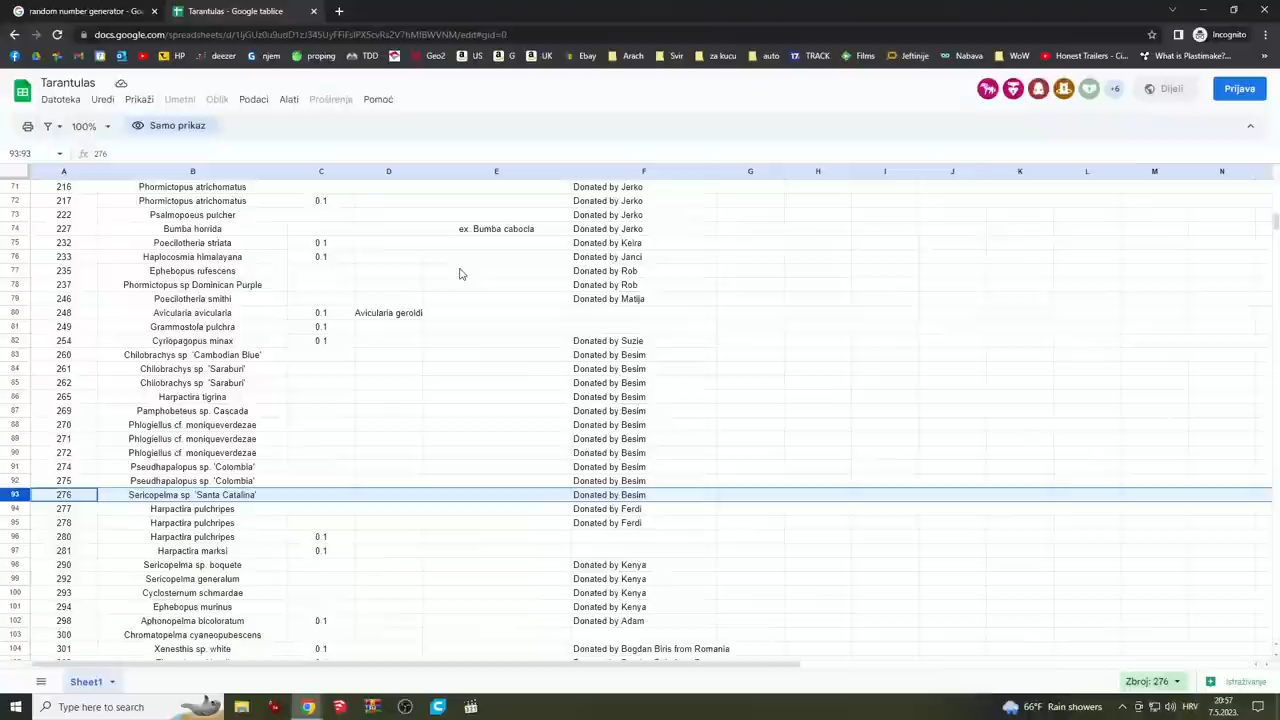 random number generator - Goo
Tarantulas - Google tablice
docs.google.com/spreadsheets/d/
Incognito
HP
deezer
njem
proping
TDD
Geo2
US
G
UK
Ebay
Arach
Svir
za kucu
auto
17. TRACK
Films
Jeftinije
Nabava
WoW
Honest Trailers - C...
What is Plastimake?...
Tarantulas
Datoteka Uredi Prikaži Umetni Oblik Podaci Alati Proširenja Pomoć
+6
Dijeli
Prijava
100%
Samo prikaz
93:93
fx 276
A B C D E F G H I J K L M N
71 216 Phormictopus atrichomatus Donated by Jerko
72 217 Phormictopus atrichomatus 0.1 Donated by Jerko
73 222 Psalmopoeus pulcher Donated by Jerko
74 227 Bumba horrida ex. Bumba cabocla Donated by Jerko
75 232 Poecilotheria striata 0.1 Donated by Keira
76 233 Haplocosmia himalayana 0.1 Donated by Janci
77 235 Ephebopus rufescens Donated by Rob
78 237 Phormictopus sp Dominican Purple Donated by Rob
79 246 Poecilotheria smithi Donated by Matija
80 248 Avicularia avicularia 0.1 Avicularia geroldi
81 249 Grammostola pulchra 0.1
82 254 Cyriopagopus minax 0.1 Donated by Suzie
83 260 Chilobrachys sp. 'Cambodian Blue' Donated by Besim
84 261 Chilobrachys sp. 'Saraburi' Donated by Besim
85 262 Chilobrachys sp. 'Saraburi' Donated by Besim
86 265 Harpactira tigrina Donated by Besim
87 269 Pamphobeteus sp. Cascada Donated by Besim
88 270 Phlogiellus cf. moniqueverdezae Donated by Besim
89 271 Phlogiellus cf. moniqueverdezae Donated by Besim
90 272 Phlogiellus cf. moniqueverdezae Donated by Besim
91 274 Pseudhapalopus sp. 'Colombia' Donated by Besim
92 275 Pseudhapalopus sp. 'Colombia' Donated by Besim
93 276 Sericopelma sp. 'Santa Catalina' Donated by Besim
94 277 Harpactira pulchripes Donated by Ferdi
95 278 Harpactira pulchripes Donated by Ferdi
96 280 Harpactira pulchripes 0.1
97 281 Harpactira marksi 0.1
98 290 Sericopelma sp. boquete Donated by Kenya
99 292 Sericopelma generalum Donated by Kenya
100 293 Cyclosternum schmardae Donated by Kenya
101 294 Ephebopus murinus Donated by Kenya
102 298 Aphonopelma bicoloratum 0.1 Donated by Adam
103 300 Chromatopelma cyaneopubescens
104 301 Xenesthis sp. white 0.1 Donated by Bogdan Biris from Romania
Sheet1
Zbroj: 276
Istraživanje
Type here to search
66°F Rain showers
HRV
20:57
7.5.2023.